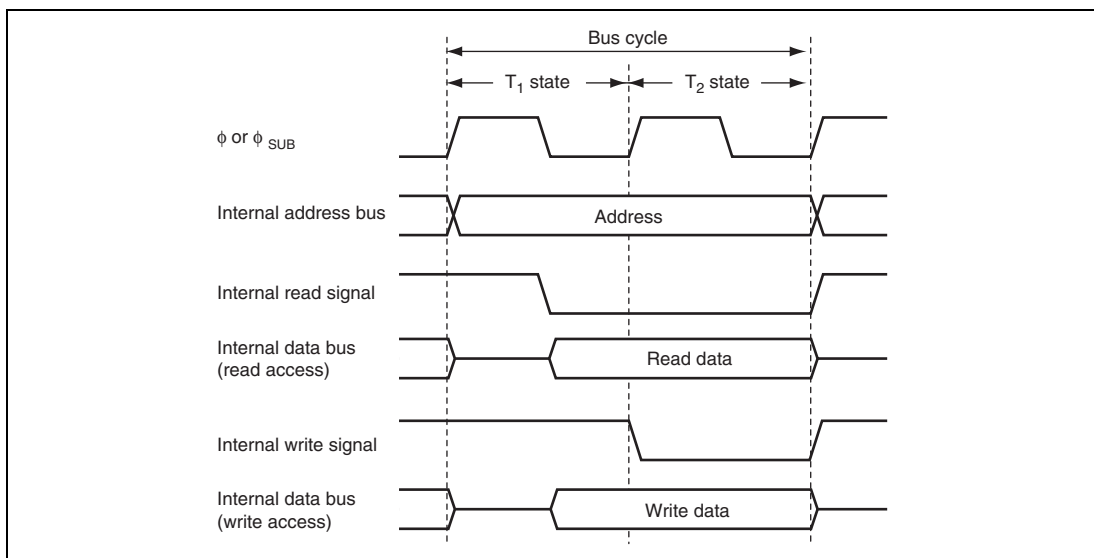 Bus cycle
T1 state
T2 state
ϕ or ϕ SUB
Internal address bus
Address
Internal read signal
Internal data bus
(read access)
Read data
Internal write signal
Internal data bus
(write access)
Write data